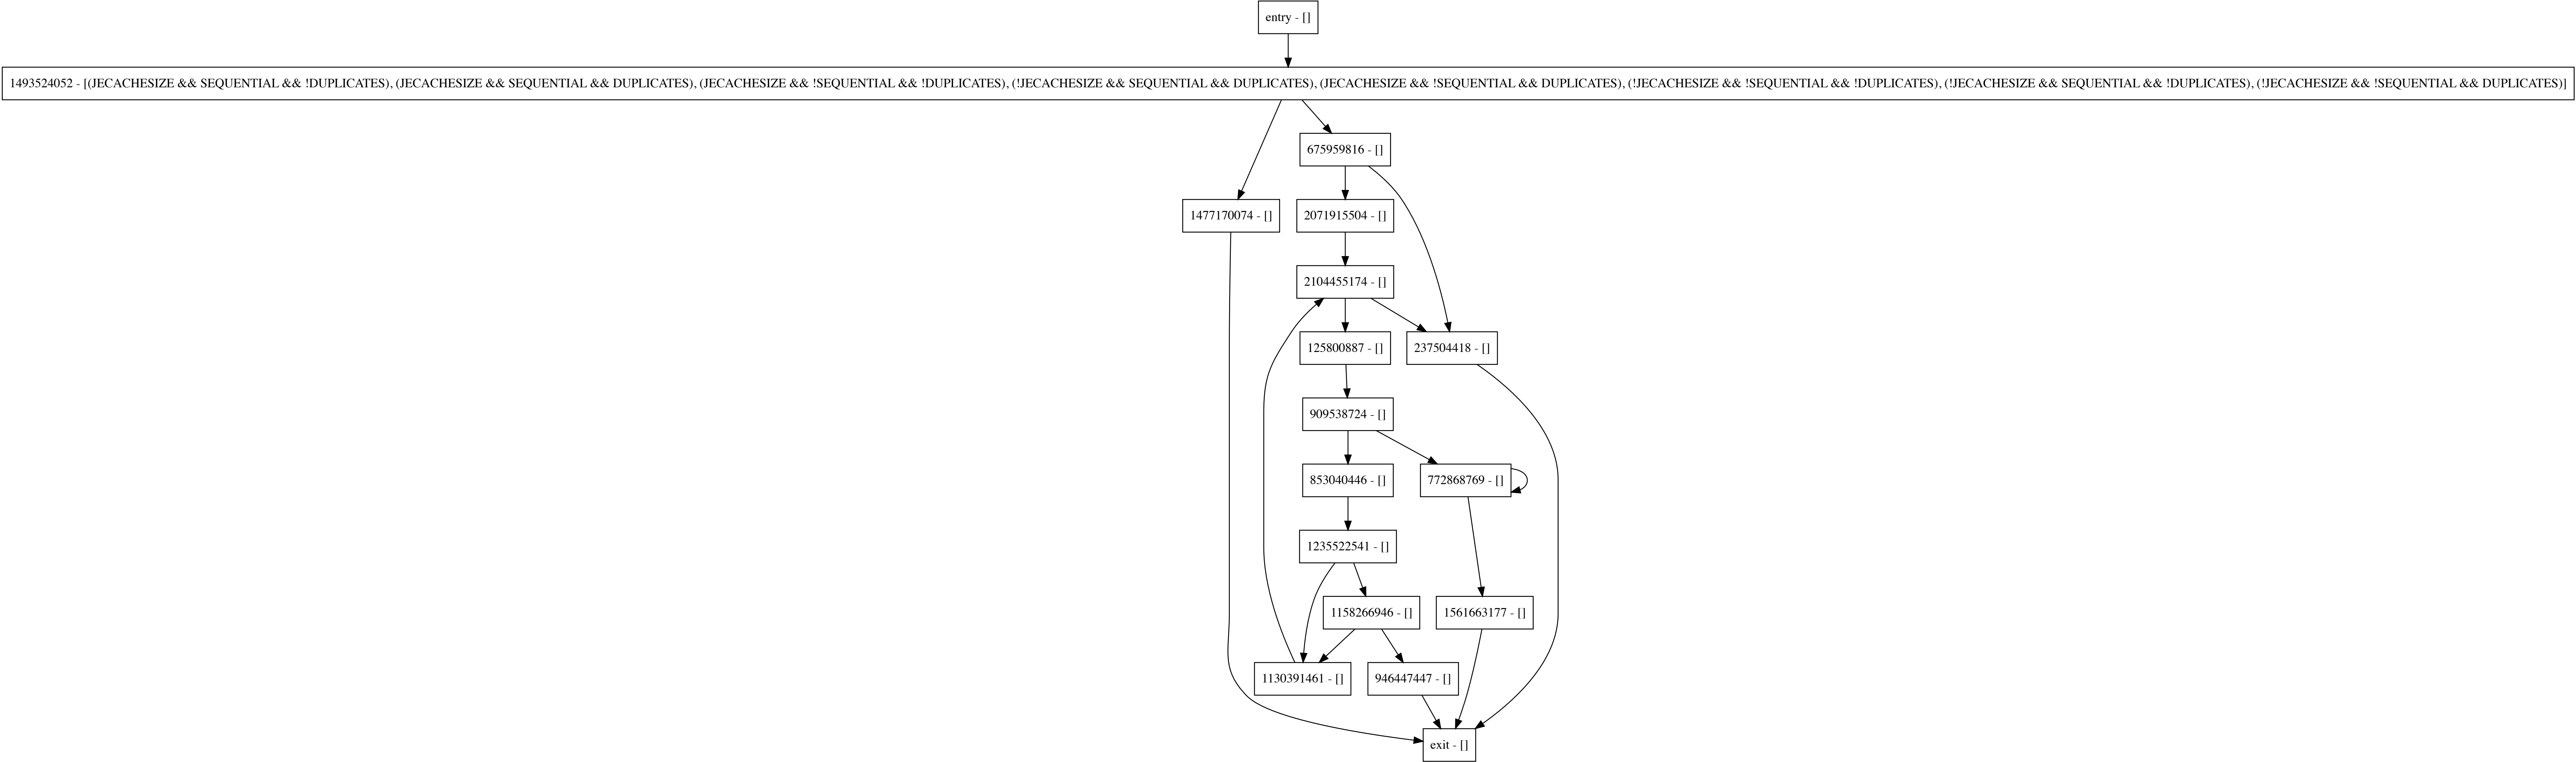 entry - []
1493524052 - [(JECACHESIZE && SEQUENTIAL && !DUPLICATES), (JECACHESIZE && SEQUENTIAL && DUPLICATES), (JECACHESIZE && !SEQUENTIAL && !DUPLICATES), (!JECACHESIZE && SEQUENTIAL && DUPLICATES), (JECACHESIZE && !SEQUENTIAL && DUPLICATES), (!JECACHESIZE && !SEQUENTIAL && !DUPLICATES), (!JECACHESIZE && SEQUENTIAL && !DUPLICATES), (!JECACHESIZE && !SEQUENTIAL && DUPLICATES)]
675959816 - []
1477170074 - []
2071915504 - []
2104455174 - []
125800887 - []
237504418 - []
909538724 - []
853040446 - []
772868769 - []
1235522541 - []
1158266946 - []
1561663177 - []
1130391461 - []
946447447 - []
exit - []